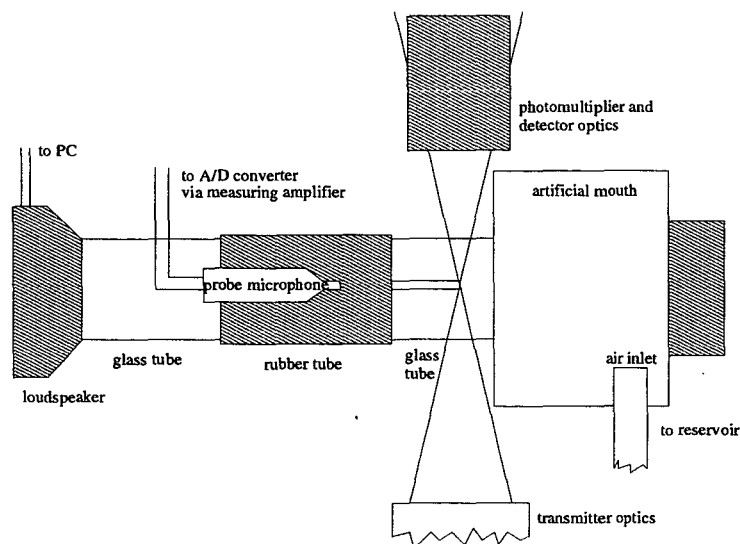 photomultiplier and
detector optics
to PC
to A/D converter
via measuring amplifier
artificial mouth
probe microphone
glass tube
rubber tube
glass
tube
air inlet
loudspeaker
to reservoir
transmitter optics